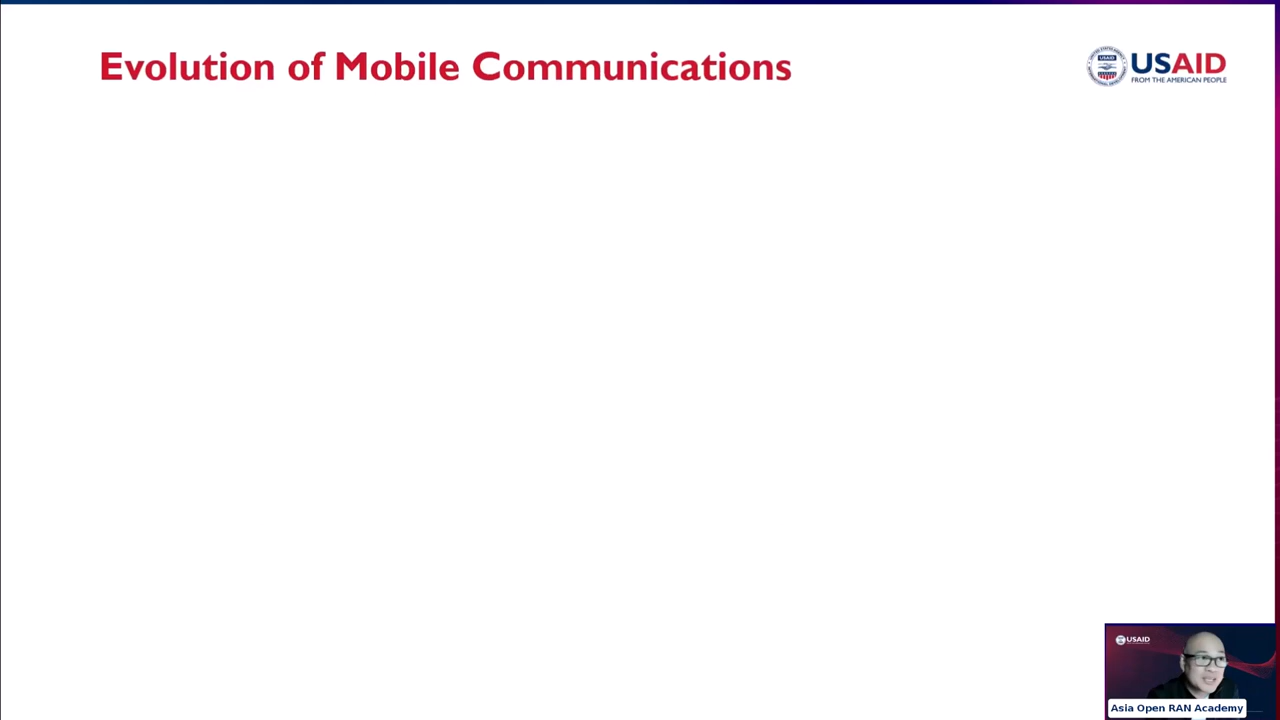 Evolution of Mobile Communications
USAID
FROM THE AMERICAN PEOPLE
USAID
Asia Open RAN Academy